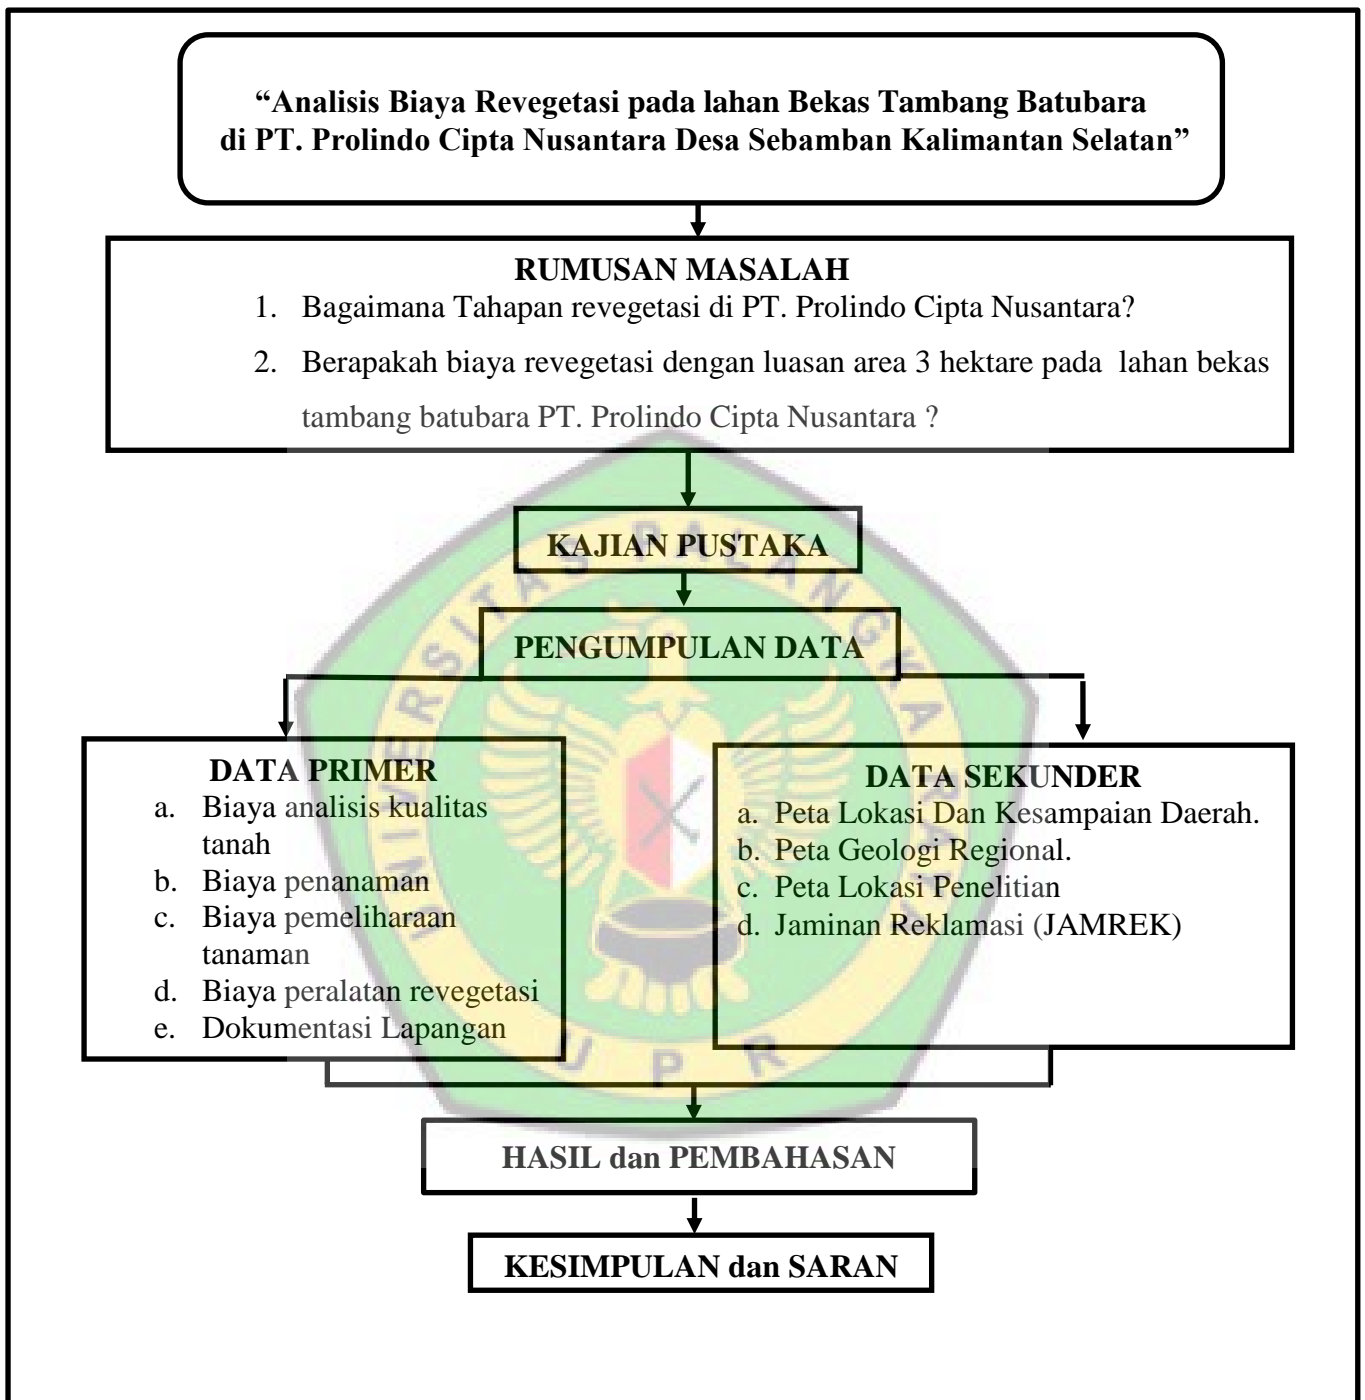 “Analisis Biaya Revegetasi pada lahan Bekas Tambang Batubara
di PT. Prolindo Cipta Nusantara Desa Sebamban Kalimantan Selatan”
RUMUSAN MASALAH
1. Bagaimana Tahapan revegetasi di PT. Prolindo Cipta Nusantara?
2. Berapakah biaya revegetasi dengan luasan area 3 hektare pada lahan bekas
tambang batubara PT. Prolindo Cipta Nusantara ?
KAJIAN PUSTAKA
PENGUMPULAN DATA
DATA PRIMER
a. Biaya analisis kualitas
tanah
b. Biaya penanaman
c. Biaya pemeliharaan
tanaman
d. Biaya peralatan revegetasi
e. Dokumentasi Lapangan
DATA SEKUNDER
a. Peta Lokasi Dan Kesampaian Daerah.
b. Peta Geologi Regional.
c. Peta Lokasi Penelitian
d. Jaminan Reklamasi (JAMREK)
HASIL dan PEMBAHASAN
KESIMPULAN dan SARAN
UNIVERSITAS PALANGKA RAYA
UPR